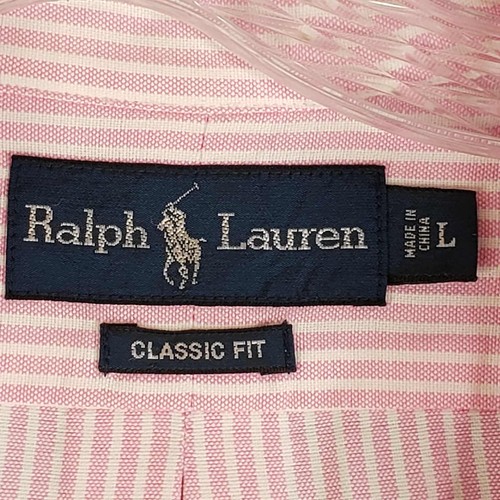 Ralph Lauren
MADE IN
CHINA
L
CLASSIC FIT